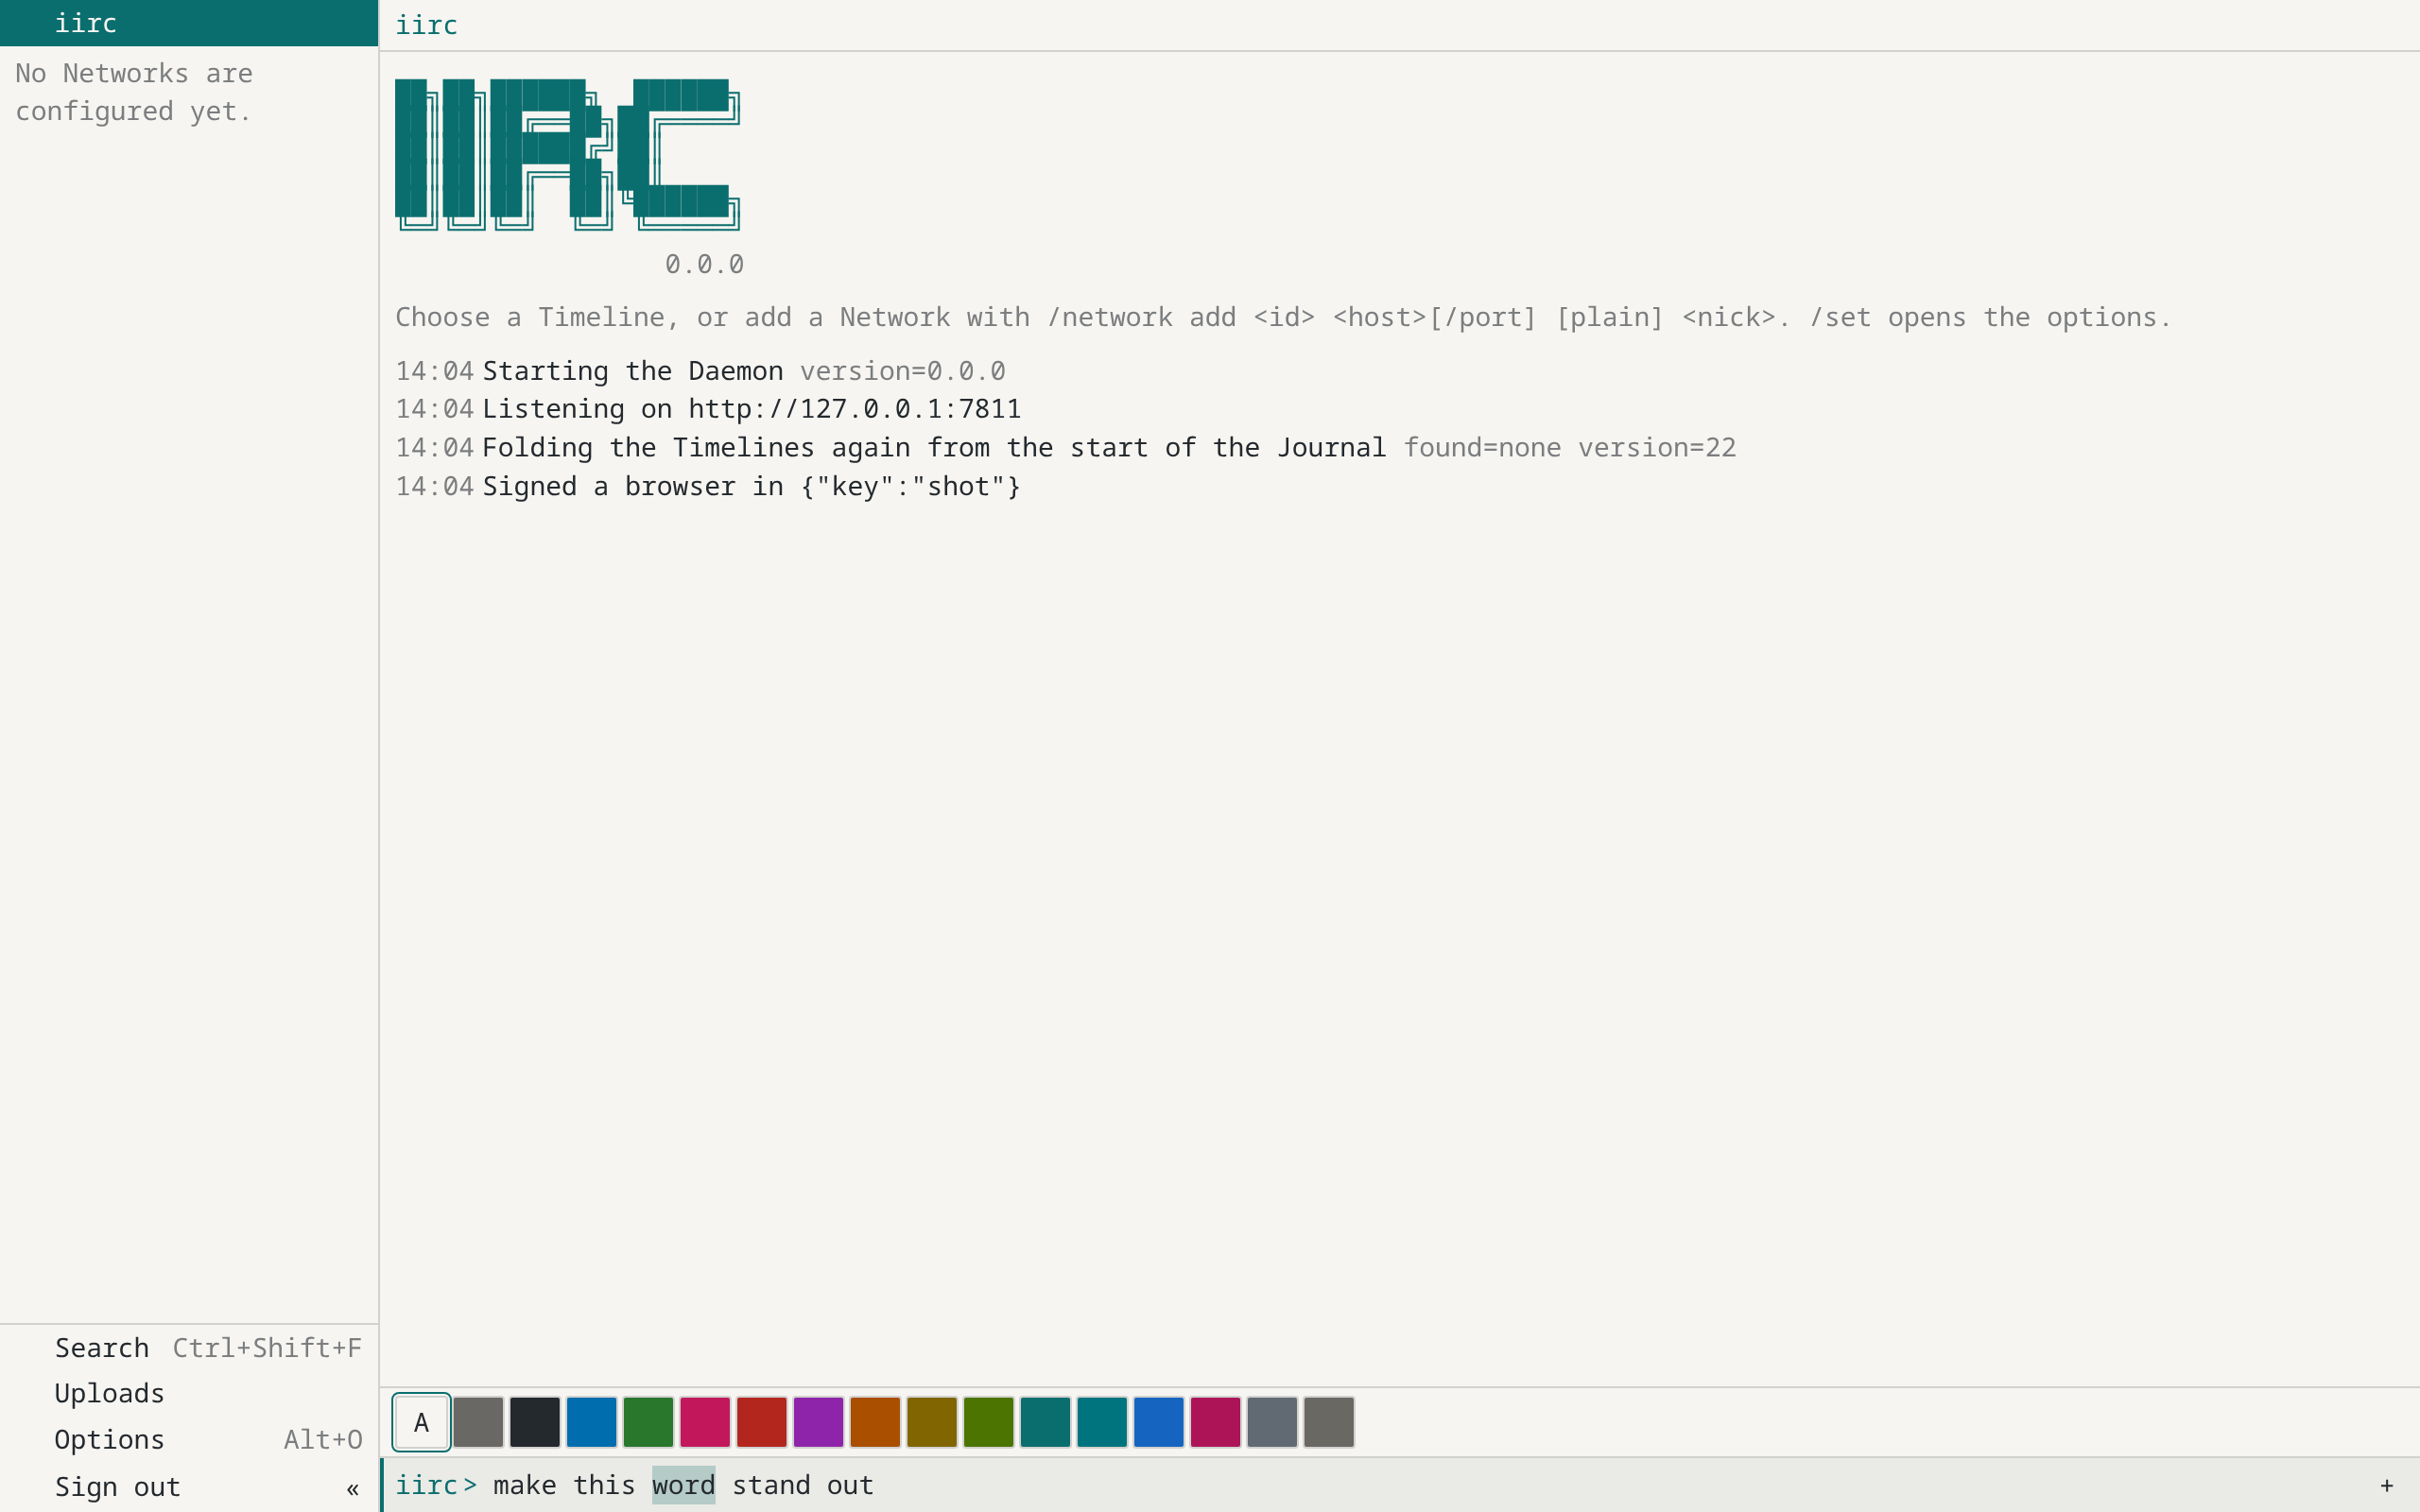 iirc
No Networks are
configured yet.
Search Ctrl+Shift+F
Uploads
Options Alt+O
Sign out «
iirc
IIRC
0.0.0
Choose a Timeline, or add a Network with /network add <id> <host>[/port] [plain] <nick>. /set opens the options.
14:04 Starting the Daemon version=0.0.0
14:04 Listening on http://127.0.0.1:7811
14:04 Folding the Timelines again from the start of the Journal found=none version=22
14:04 Signed a browser in {"key":"shot"}
A
iirc> make this word stand out +